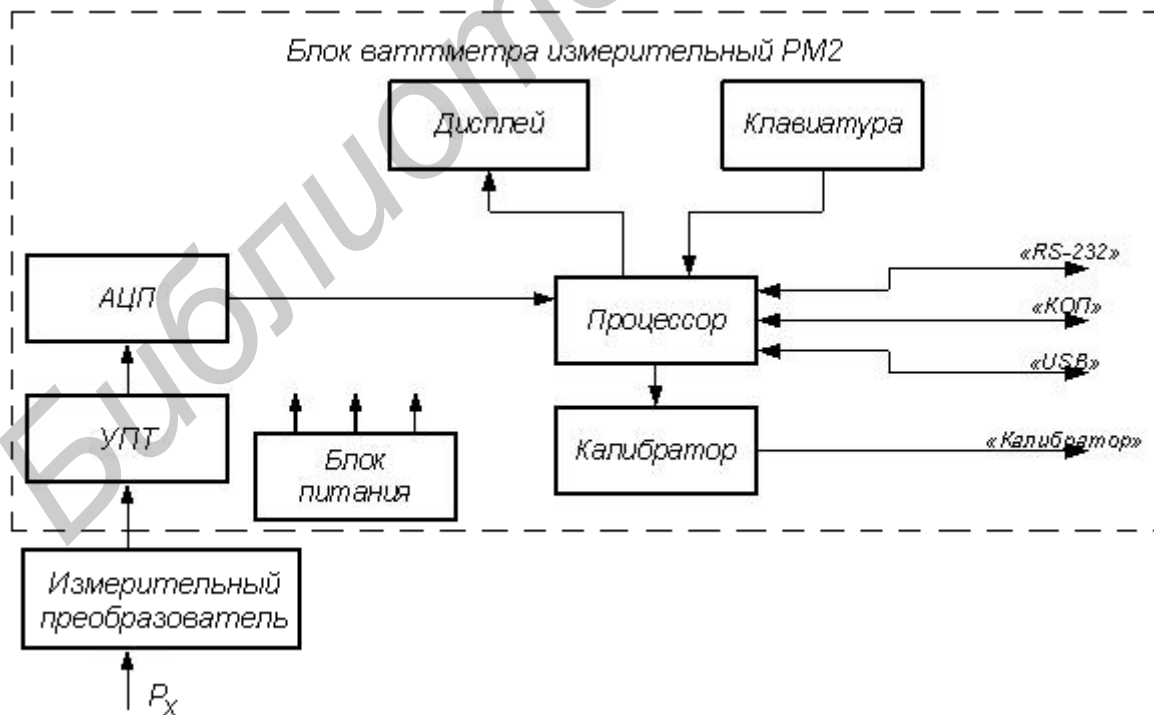 Блок ваттметра измерительный РМ2
Дисплей
Клавиатура
«RS-232»
АЦП
Процессор
«КОП»
«USB»
УПТ
Блок
питания
Калибратор
«Калибратор»
Измерительный
преобразователь
PX